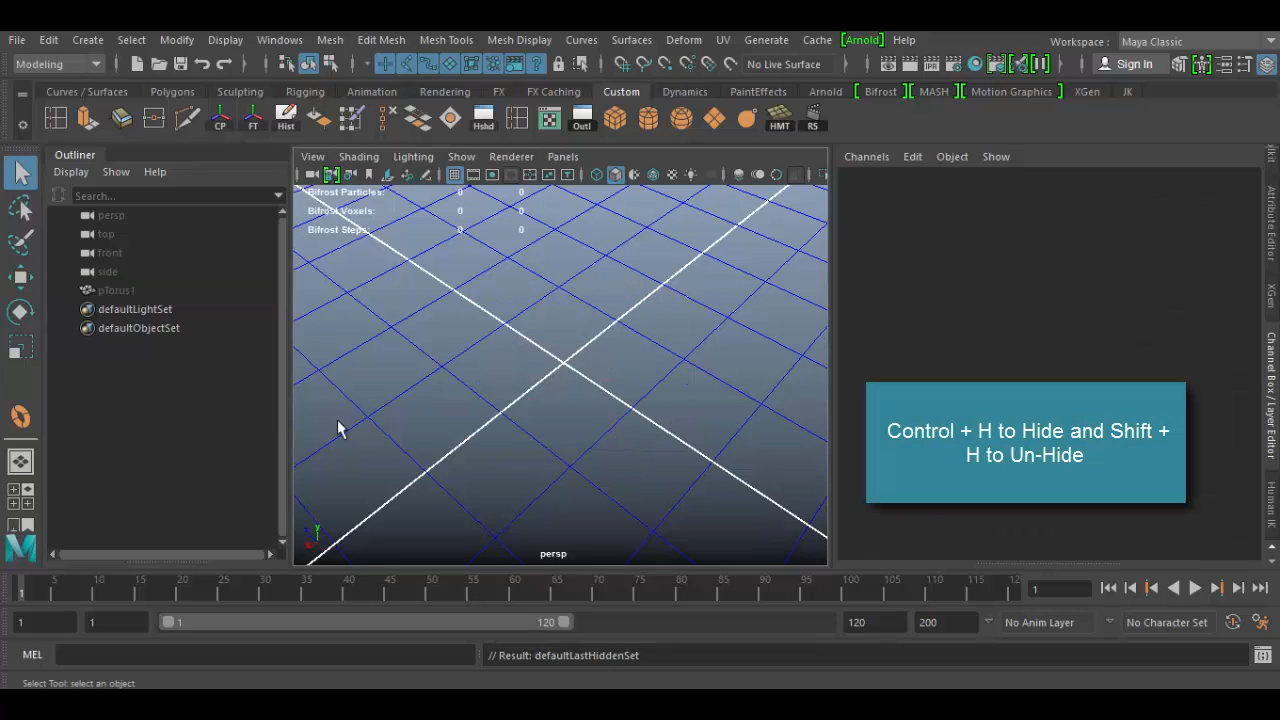 File Edit Create Select Modify Display Windows Mesh Edit Mesh Mesh Tools Mesh Display Curves Surfaces Deform UV Generate Cache [Arnold] Help
Workspace : Maya Classic
Modeling
No Live Surface
Sign In
Curves / Surfaces Polygons Sculpting Rigging Animation Rendering FX FX Caching Custom Dynamics PaintEffects Arnold Bifrost MASH Motion Graphics XGen JK
CP FT Hist Hshd Outl HMT RS
Outliner
Display Show Help
Search...
persp
top
front
side
pTorus1
defaultLightSet
defaultObjectSet
View Shading Lighting Show Renderer Panels
Bifrost Particles: 0 0
Bifrost Voxels: 0 0
Bifrost Steps: 0 0
persp
Channels Edit Object Show
Control + H to Hide and Shift +
H to Un-Hide
Attribute Editor
XGen
Channel Box / Layer Editor
Human IK
5 10 15 20 25 30 35 40 45 50 55 60 65 70 75 80 85 90 95 100 105 110 115 12
1
1
1 1 1 120 120 200 No Anim Layer No Character Set
MEL // Result: defaultLastHiddenSet
Select Tool: select an object